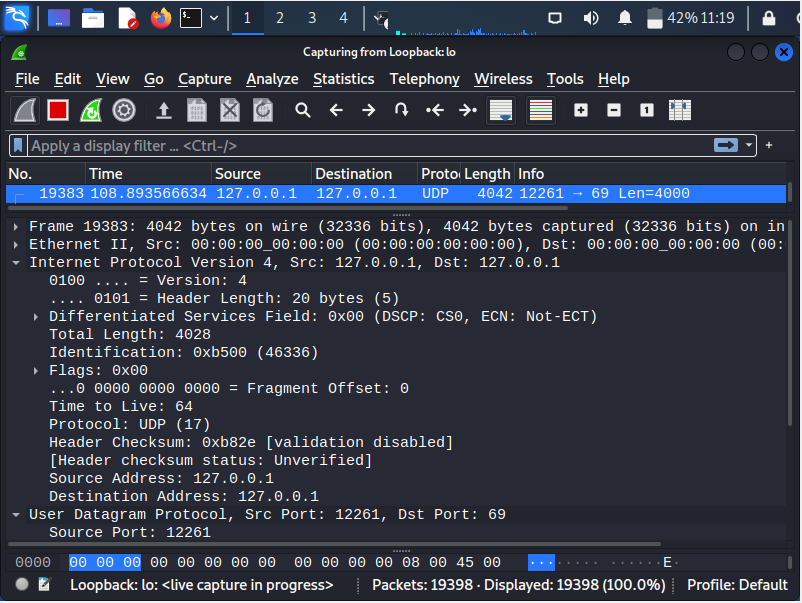 1 2 3 4 42% 11:19
Capturing from Loopback: lo
File Edit View Go Capture Analyze Statistics Telephony Wireless Tools Help
Apply a display filter … <Ctrl-/>
No. Time Source Destination Proto Length Info
19383 108.893566634 127.0.0.1 127.0.0.1 UDP 4042 12261 → 69 Len=4000
Frame 19383: 4042 bytes on wire (32336 bits), 4042 bytes captured (32336 bits) on in
Ethernet II, Src: 00:00:00_00:00:00 (00:00:00:00:00:00), Dst: 00:00:00_00:00:00 (00:
Internet Protocol Version 4, Src: 127.0.0.1, Dst: 127.0.0.1
0100 .... = Version: 4
.... 0101 = Header Length: 20 bytes (5)
Differentiated Services Field: 0x00 (DSCP: CS0, ECN: Not-ECT)
Total Length: 4028
Identification: 0xb500 (46336)
Flags: 0x00
...0 0000 0000 0000 = Fragment Offset: 0
Time to Live: 64
Protocol: UDP (17)
Header Checksum: 0xb82e [validation disabled]
[Header checksum status: Unverified]
Source Address: 127.0.0.1
Destination Address: 127.0.0.1
User Datagram Protocol, Src Port: 12261, Dst Port: 69
Source Port: 12261
0000 00 00 00 00 00 00 00 00 00 00 00 00 08 00 45 00 ········ ······E·
Loopback: lo: <live capture in progress> Packets: 19398 · Displayed: 19398 (100.0%) Profile: Default